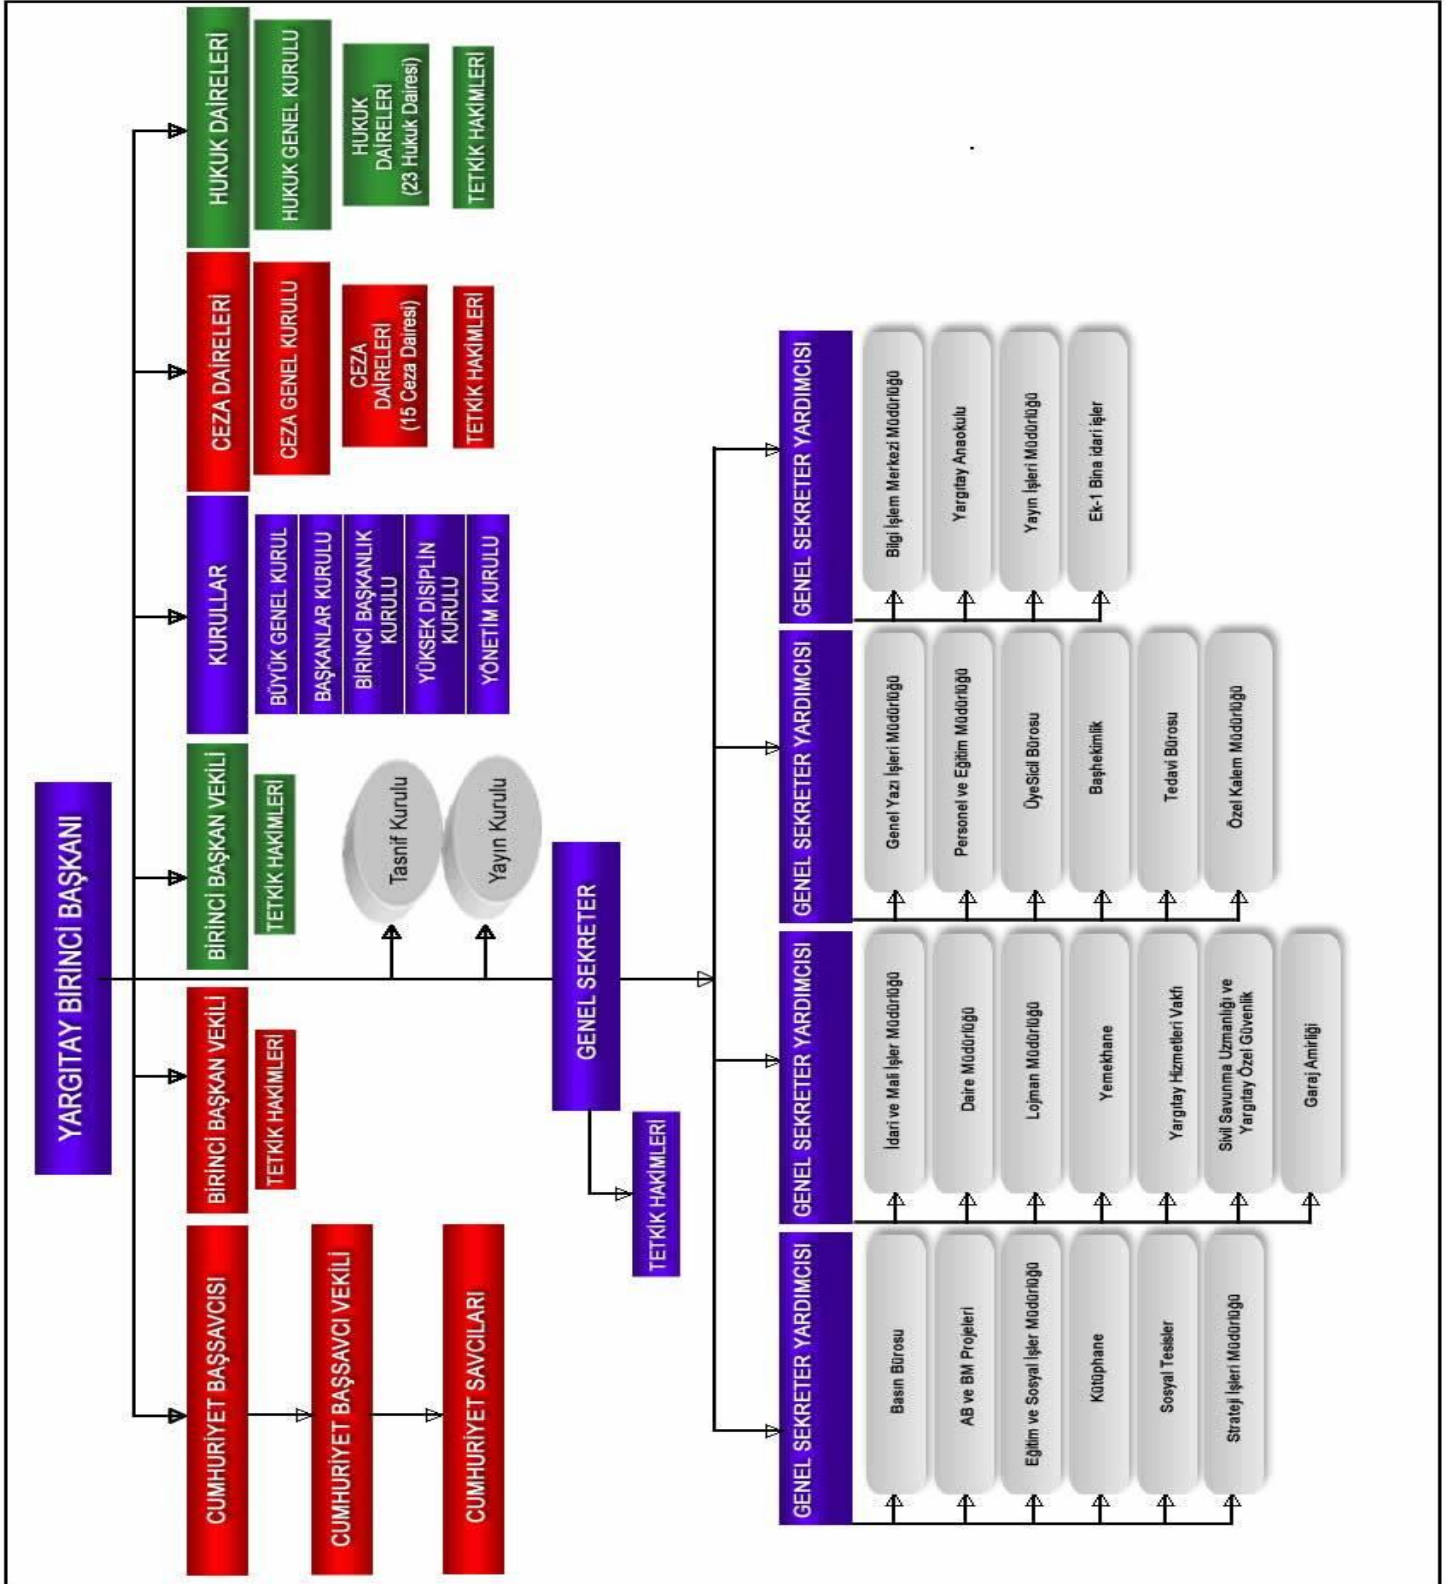 YARGITAY BİRİNCİ BAŞKANI
CUMHURİYET BAŞSAVCISI
CUMHURİYET BAŞSAVCI VEKİLİ
CUMHURİYET SAVCILARI
BİRİNCİ BAŞKAN VEKİLİ
TETKİK HAKİMLERİ
BİRİNCİ BAŞKAN VEKİLİ
TETKİK HAKİMLERİ
KURULLAR
BÜYÜK GENEL KURUL
BAŞKANLAR KURULU
BİRİNCİ BAŞKANLIK
KURULU
YÜKSEK DİSİPLİN
KURULU
YÖNETİM KURULU
CEZA DAİRELERİ
CEZA GENEL KURULU
CEZA
DAİRELERİ
(15 Ceza Dairesi)
TETKİK HAKİMLERİ
HUKUK DAİRELERİ
HUKUK GENEL KURULU
HUKUK
DAİRELERİ
(23 Hukuk Dairesi)
TETKİK HAKİMLERİ
Tasnif Kurulu
Yayın Kurulu
GENEL SEKRETER
TETKİK HAKİMLERİ
GENEL SEKRETER YARDIMCISI
Basın Bürosu
AB ve BM Projeleri
Eğitim ve Sosyal İşler Müdürlüğü
Kütüphane
Sosyal Tesisler
Strateji İşleri Müdürlüğü
GENEL SEKRETER YARDIMCISI
İdari ve Mali İşler Müdürlüğü
Daire Müdürlüğü
Lojman Müdürlüğü
Yemekhane
Yargıtay Hizmetleri Vakfı
Sivil Savunma Uzmanlığı ve
Yargıtay Özel Güvenlik
Garaj Amirliği
GENEL SEKRETER YARDIMCISI
Genel Yazı İşleri Müdürlüğü
Personel ve Eğitim Müdürlüğü
ÜyeSicil Bürosu
Başhekimlik
Tedavi Bürosu
Özel Kalem Müdürlüğü
GENEL SEKRETER YARDIMCISI
Bilgi İşlem Merkezi Müdürlüğü
Yargıtay Anaokulu
Yayın İşleri Müdürlüğü
Ek-1 Bina idari işler